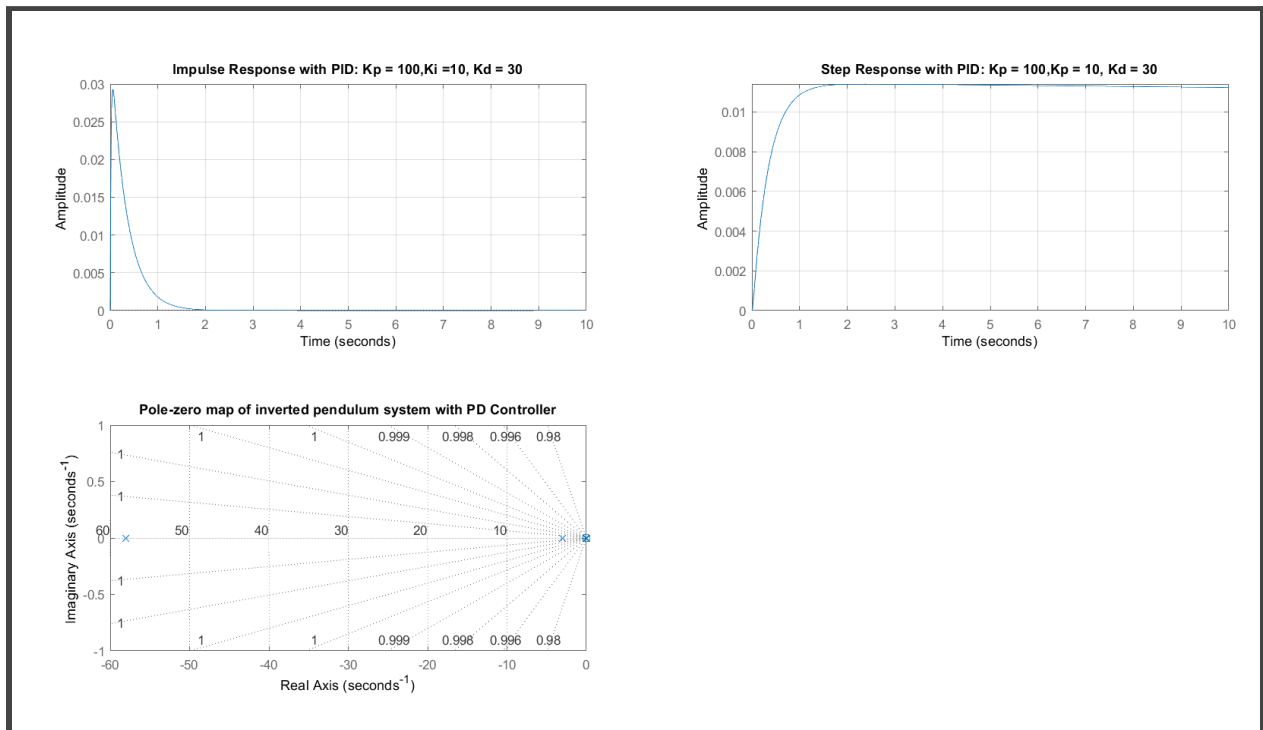 Impulse Response with PID: Kp = 100,Ki =10, Kd = 30
0.03
0.025
0.02
0.015
0.01
0.005
0
Amplitude
0 1 2 3 4 5 6 7 8 9 10
Time (seconds)
Step Response with PID: Kp = 100,Kp = 10, Kd = 30
0.01
0.008
0.006
0.004
0.002
0
Amplitude
0 1 2 3 4 5 6 7 8 9 10
Time (seconds)
Pole-zero map of inverted pendulum system with PD Controller
1
0.5
0
-0.5
-1
Imaginary Axis (seconds⁻¹)
1 1 0.999 0.998 0.996 0.98
1
1
60 50 40 30 20 10
1
1
1 1 0.999 0.998 0.996 0.98
-60 -50 -40 -30 -20 -10 0
Real Axis (seconds⁻¹)